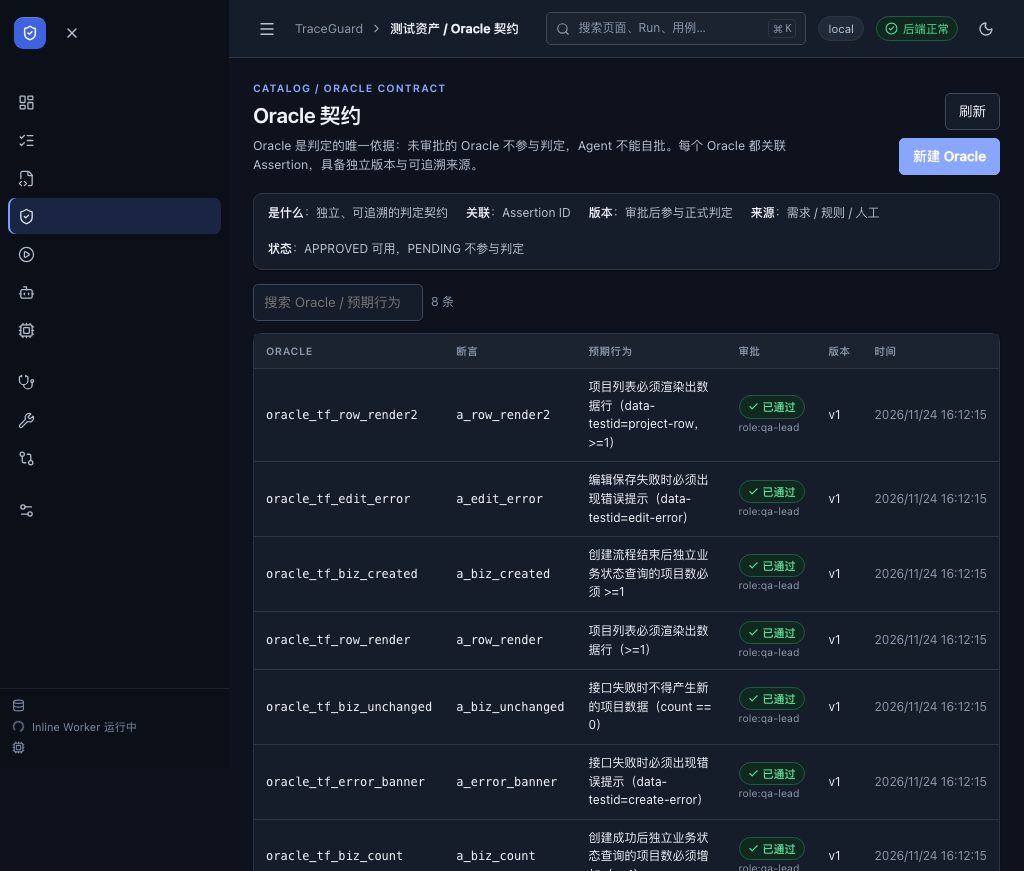 TraceGuard > 测试资产 / Oracle 契约
搜索页面、Run、用例...
⌘ K
local
后端正常
CATALOG / ORACLE CONTRACT
Oracle 契约
刷新
Oracle 是判定的唯一依据：未审批的 Oracle 不参与判定，Agent 不能自批。每个 Oracle 都关联
Assertion，具备独立版本与可追溯来源。
新建 Oracle
是什么：独立、可追溯的判定契约 关联：Assertion ID 版本：审批后参与正式判定 来源：需求 / 规则 / 人工
状态：APPROVED 可用，PENDING 不参与判定
搜索 Oracle / 预期行为
8 条
ORACLE 断言 预期行为 审批 版本 时间
oracle_tf_row_render2
a_row_render2
项目列表必须渲染出数
据行（data-
testid=project-row，
>=1)
已通过
role:qa-lead
v1
2026/11/24 16:12:15
oracle_tf_edit_error
a_edit_error
编辑保存失败时必须出
现错误提示（data-
testid=edit-error)
已通过
role:qa-lead
v1
2026/11/24 16:12:15
oracle_tf_biz_created
a_biz_created
创建流程结束后独立业
务状态查询的项目数必
须 >=1
已通过
role:qa-lead
v1
2026/11/24 16:12:15
oracle_tf_row_render
a_row_render
项目列表必须渲染出数
据行（>=1)
已通过
role:qa-lead
v1
2026/11/24 16:12:15
oracle_tf_biz_unchanged
a_biz_unchanged
接口失败时不得产生新
的项目数据（count ==
0）
已通过
role:qa-lead
v1
2026/11/24 16:12:15
oracle_tf_error_banner
a_error_banner
接口失败时必须出现错
误提示（data-
testid=create-error)
已通过
role:qa-lead
v1
2026/11/24 16:12:15
oracle_tf_biz_count
a_biz_count
创建成功后独立业务状
态查询的项目数必须增
已通过
role:qa-lead
v1
2026/11/24 16:12:15
Inline Worker 运行中